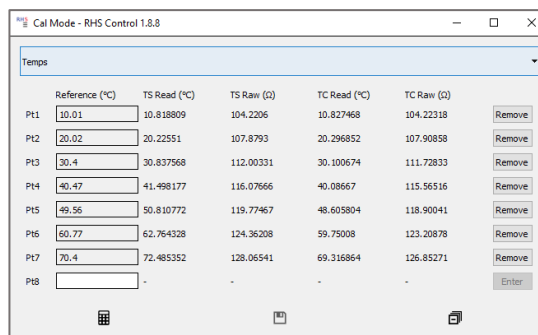 RHS Cal Mode - RHS Control 1.8.8
Temps
Reference (°C) TS Read (°C) TS Raw (Ω) TC Read (°C) TC Raw (Ω)
Pt1 10.01 10.818809 104.2206 10.827468 104.22318 Remove
Pt2 20.02 20.22551 107.8793 20.296852 107.90858 Remove
Pt3 30.4 30.837568 112.00331 30.100674 111.72833 Remove
Pt4 40.47 41.498177 116.07666 40.08667 115.56516 Remove
Pt5 49.56 50.810772 119.77467 48.605804 118.90041 Remove
Pt6 60.77 62.764328 124.36208 59.75008 123.20878 Remove
Pt7 70.4 72.485352 128.06541 69.316864 126.85271 Remove
Pt8 - - - - Enter